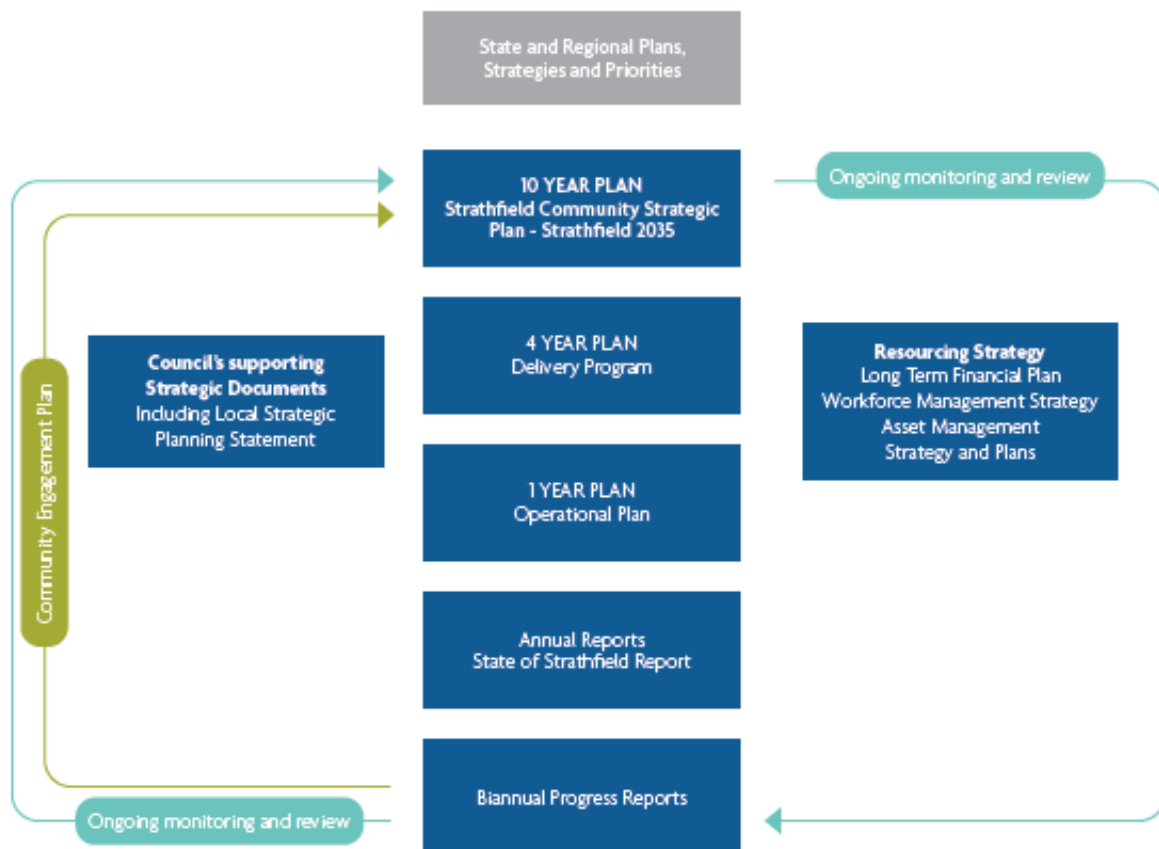 State and Regional Plans,
Strategies and Priorities
10 YEAR PLAN
Strathfield Community Strategic
Plan - Strathfield 2035
Ongoing monitoring and review
4 YEAR PLAN
Delivery Program
Council's supporting
Strategic Documents
Including Local Strategic
Planning Statement
Resourcing Strategy
Long Term Financial Plan
Workforce Management Strategy
Asset Management
Strategy and Plans
Community Engagement Plan
1 YEAR PLAN
Operational Plan
Annual Reports
State of Strathfield Report
Biannual Progress Reports
Ongoing monitoring and review